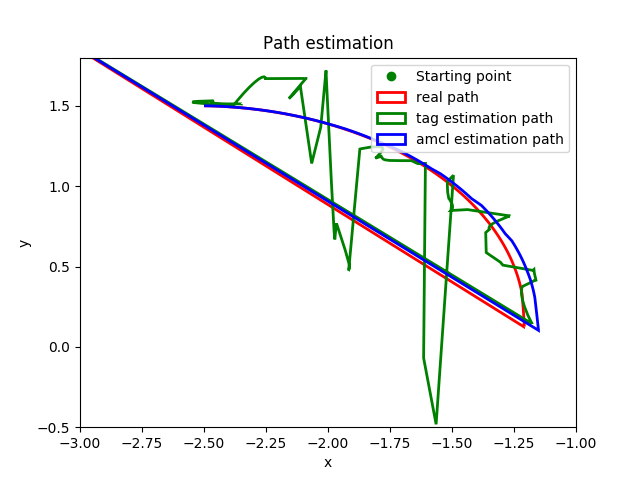 Path estimation
Starting point
real path
tag estimation path
amcl estimation path
1.5
1.0
0.5
0.0
−0.5
y
−3.00 −2.75 −2.50 −2.25 −2.00 −1.75 −1.50 −1.25 −1.00
x